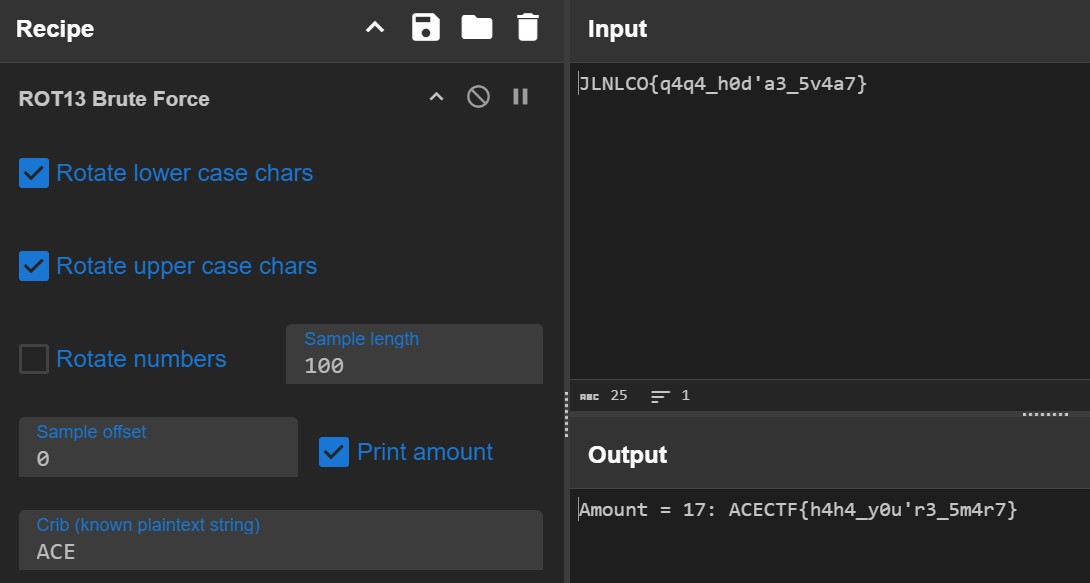 Recipe
ROT13 Brute Force
Rotate lower case chars
Rotate upper case chars
Rotate numbers
Sample length
100
Sample offset
0
Print amount
Crib (known plaintext string)
ACE
Input
JLNLCO{q4q4_h0d'a3_5v4a7}
ABC 25 1
Output
Amount = 17: ACECTF{h4h4_y0u'r3_5m4r7}